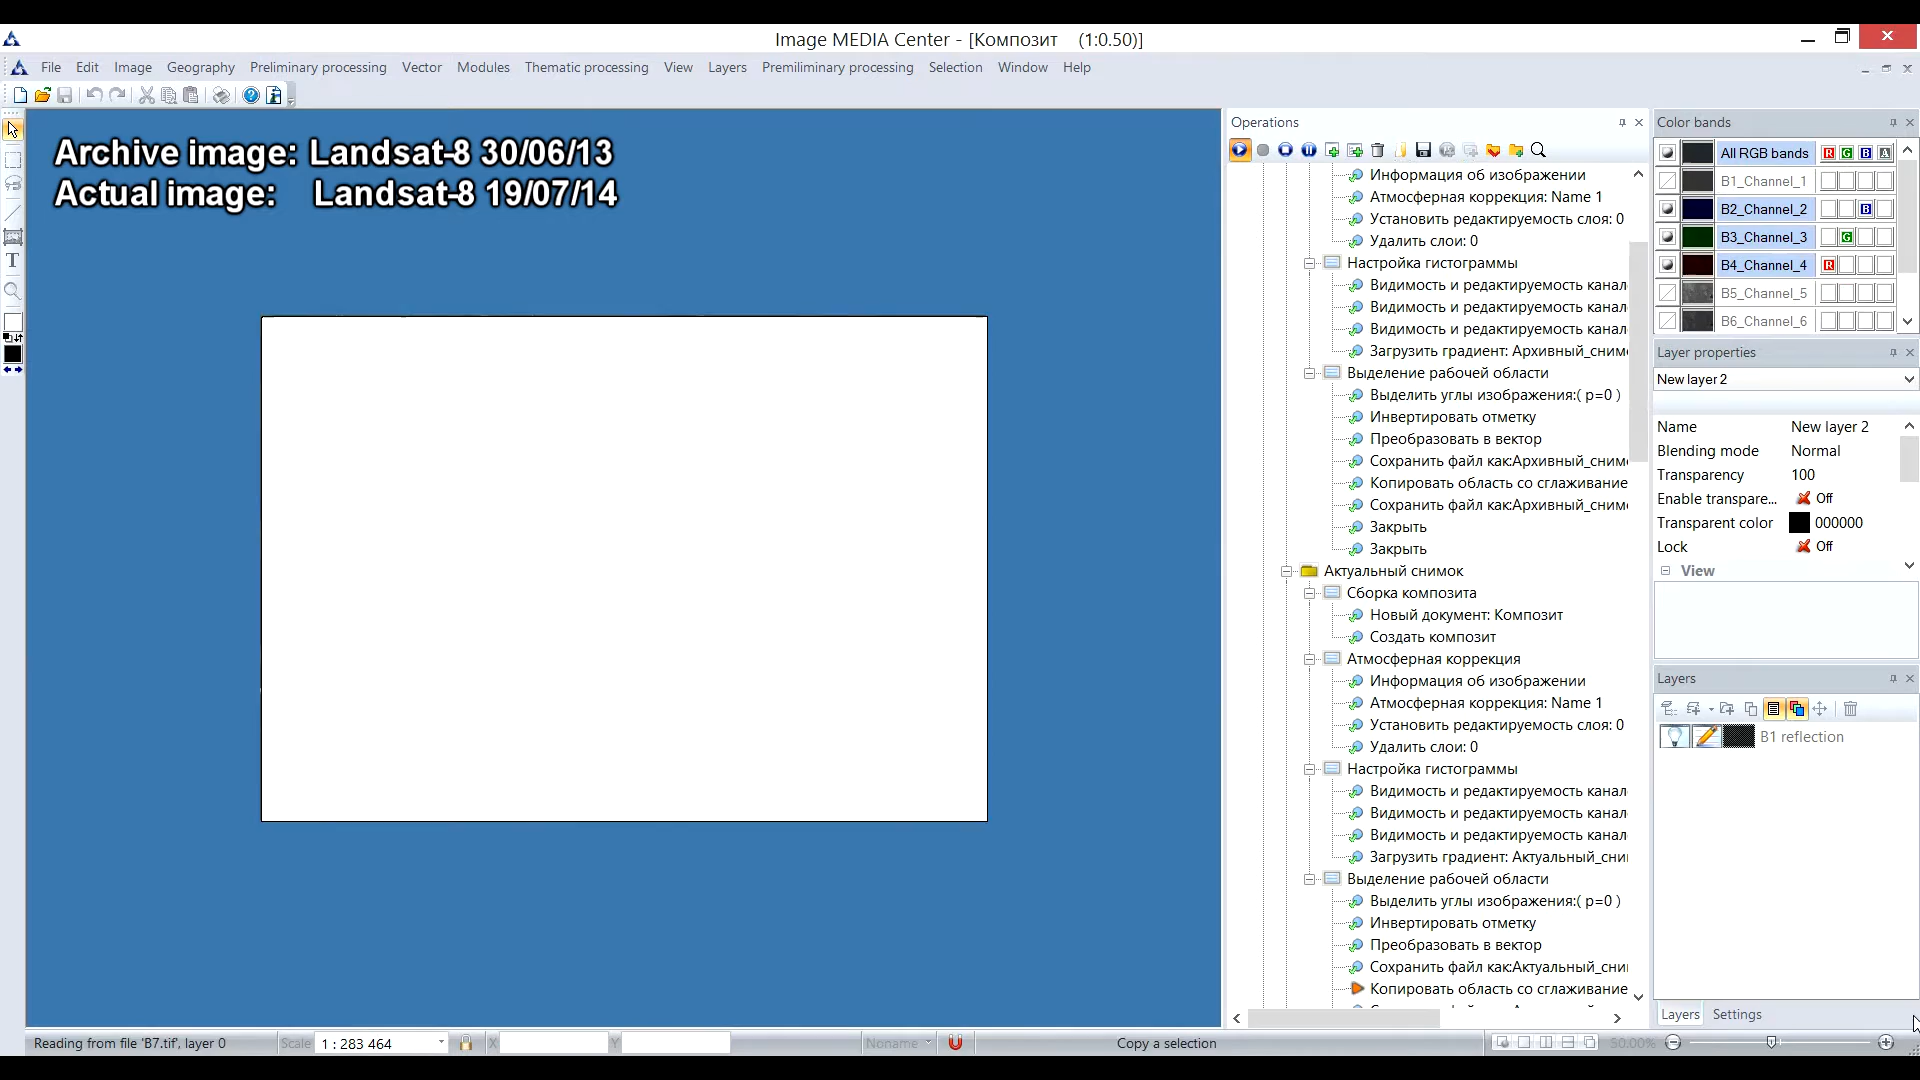 Image MEDIA Center - [Композит (1:0.50)]
File Edit Image Geography Preliminary processing Vector Modules Thematic processing View Layers Premiliminary processing Selection Window Help
Archive image: Landsat-8 30/06/13
Actual image: Landsat-8 19/07/14
Operations
Информация об изображении
Атмосферная коррекция: Name 1
Установить редактируемость слоя: 0
Удалить слои: 0
Настройка гистограммы
Видимость и редактируемость канал
Видимость и редактируемость канал
Видимость и редактируемость канал
Загрузить градиент: Архивный_сним
Выделение рабочей области
Выделить углы изображения:( p=0 )
Инвертировать отметку
Преобразовать в вектор
Сохранить файл как:Архивный_сним
Копировать область со сглаживание
Сохранить файл как:Архивный_сним
Закрыть
Закрыть
Актуальный снимок
Сборка композита
Новый документ: Композит
Создать композит
Атмосферная коррекция
Информация об изображении
Атмосферная коррекция: Name 1
Установить редактируемость слоя: 0
Удалить слои: 0
Настройка гистограммы
Видимость и редактируемость канал
Видимость и редактируемость канал
Видимость и редактируемость канал
Загрузить градиент: Актуальный_сни
Выделение рабочей области
Выделить углы изображения:( p=0 )
Инвертировать отметку
Преобразовать в вектор
Сохранить файл как:Актуальный_сни
Копировать область со сглаживание
Color bands
All RGB bands R G B A
B1_Channel_1
B2_Channel_2 B
B3_Channel_3 G
B4_Channel_4 R
B5_Channel_5
B6_Channel_6
Layer properties
New layer 2
Name New layer 2
Blending mode Normal
Transparency 100
Enable transpare... Off
Transparent color 000000
Lock Off
View
Layers
B1 reflection
Layers Settings
Reading from file 'B7.tif', layer 0 Scale 1 : 283 464 X Y Noname Copy a selection 50.00%